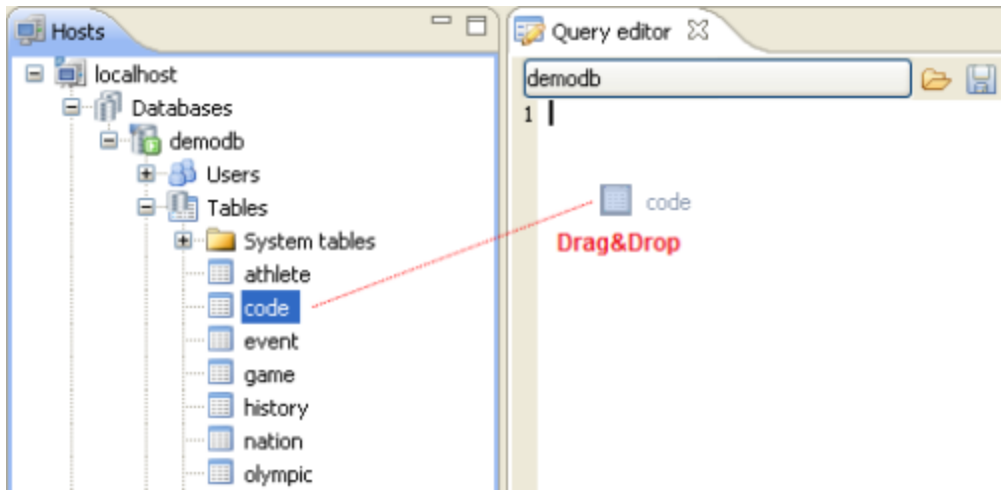 Hosts
localhost
Databases
demodb
Users
Tables
System tables
athlete
code
event
game
history
nation
olympic
Query editor
demodb
1
code
Drag&Drop